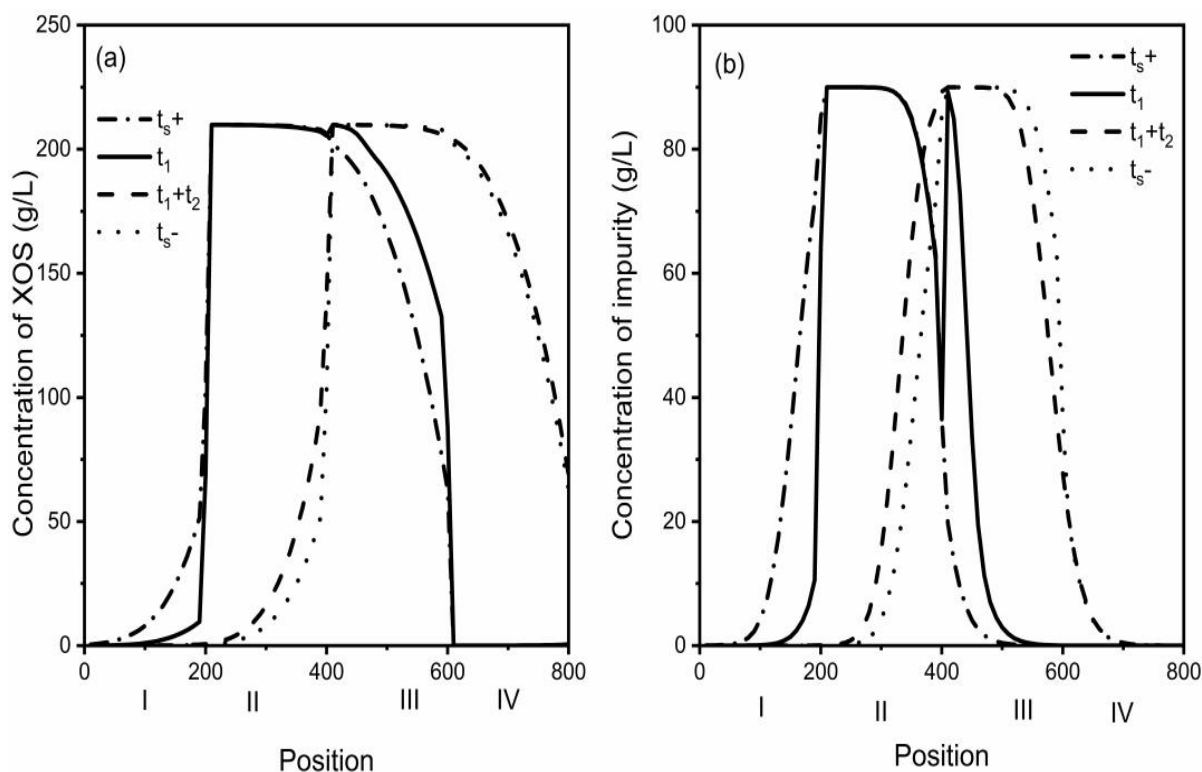 (a)
250
200
150
100
50
0
Concentration of XOS (g/L)
tₛ+
t₁
t₁+t₂
tₛ-
0 200 400 600 800
I II III IV
Position
(b)
100
80
60
40
20
0
Concentration of impurity (g/L)
tₛ+
t₁
t₁+t₂
tₛ-
0 200 400 600 800
I II III IV
Position